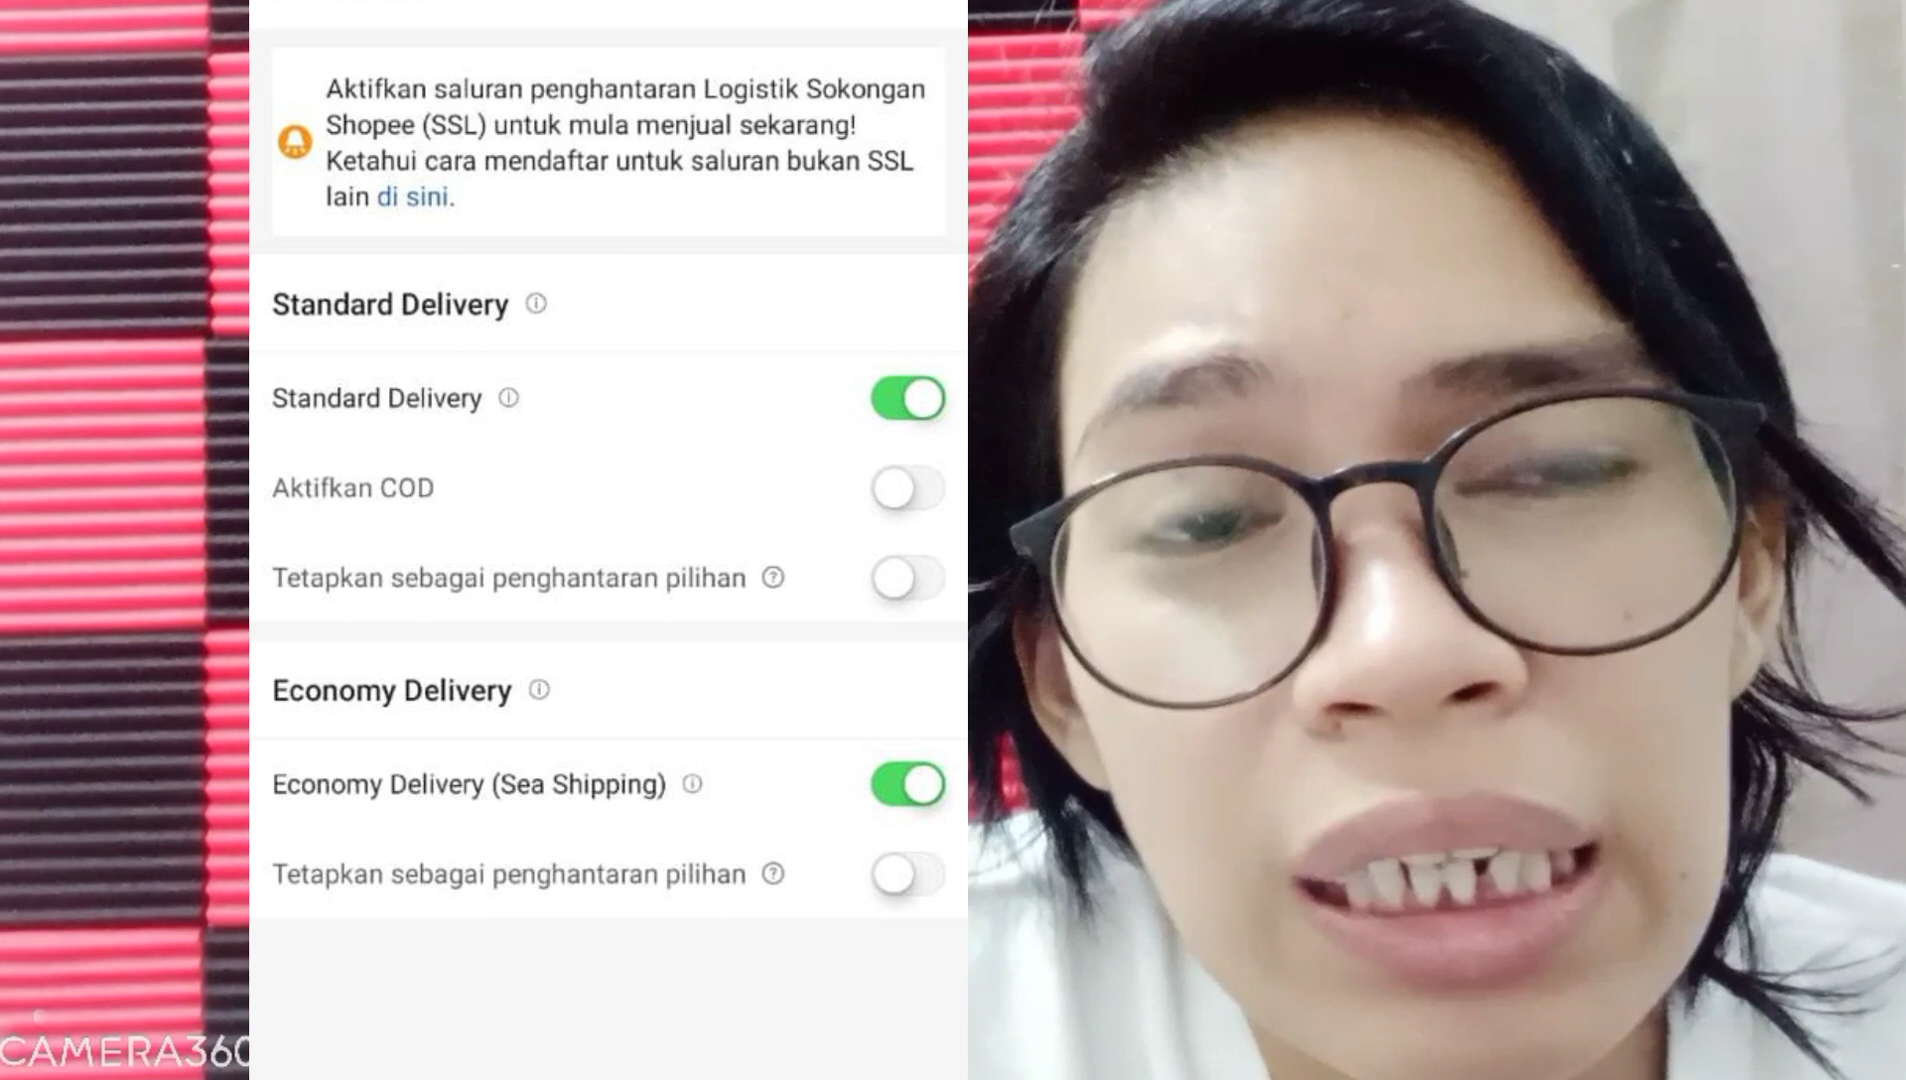 Aktifkan saluran penghantaran Logistik Sokongan
Shopee (SSL) untuk mula menjual sekarang!
Ketahui cara mendaftar untuk saluran bukan SSL
lain di sini.
Standard Delivery
Standard Delivery
Aktifkan COD
Tetapkan sebagai penghantaran pilihan
Economy Delivery
Economy Delivery (Sea Shipping)
Tetapkan sebagai penghantaran pilihan
CAMERA360